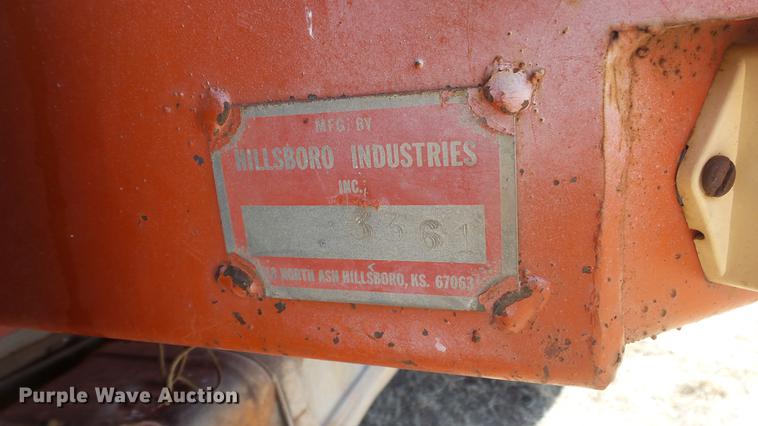 MFG. BY
HILLSBORO INDUSTRIES
INC.
3361
NORTH ASH HILLSBORO, KS. 67063
Purple Wave Auction